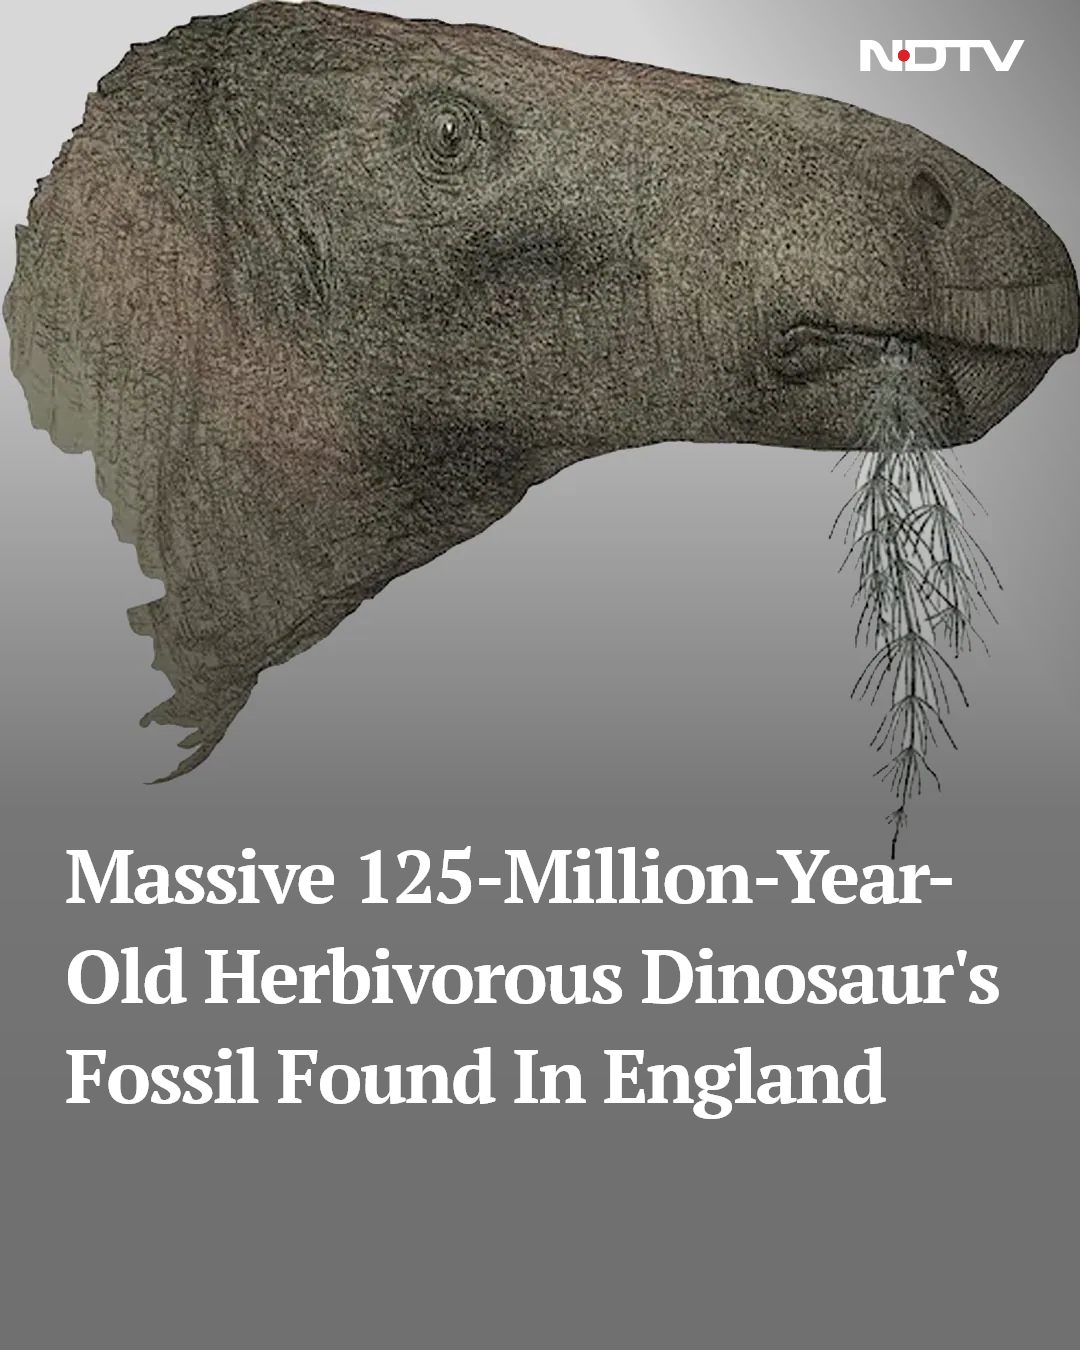 NDTV
Massive 125-Million-Year-
Old Herbivorous Dinosaur's
Fossil Found In England